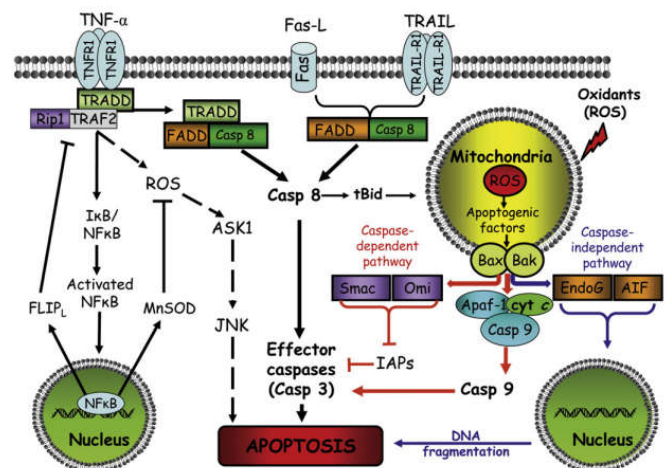 TNF-α
Fas-L
TRAIL
TNFR1
TNFR1
Fas
TRAIL-R1
TRAIL-R1
TRADD
Rip1
TRAF2
TRADD
FADD
Casp 8
FADD
Casp 8
Oxidants
(ROS)
Mitochondria
ROS
Apoptogenic
factors
ROS
Casp 8
tBid
IκB/
NFκB
ASK1
Caspase-
dependent
pathway
Bax
Bak
Caspase-
independent
pathway
Activated
NFκB
Smac
Omi
Apaf-1
cyt c
Casp 9
EndoG
AIF
FLIPL
MnSOD
JNK
Effector
caspases
(Casp 3)
IAPs
Casp 9
NFκB
Nucleus
APOPTOSIS
DNA
fragmentation
Nucleus